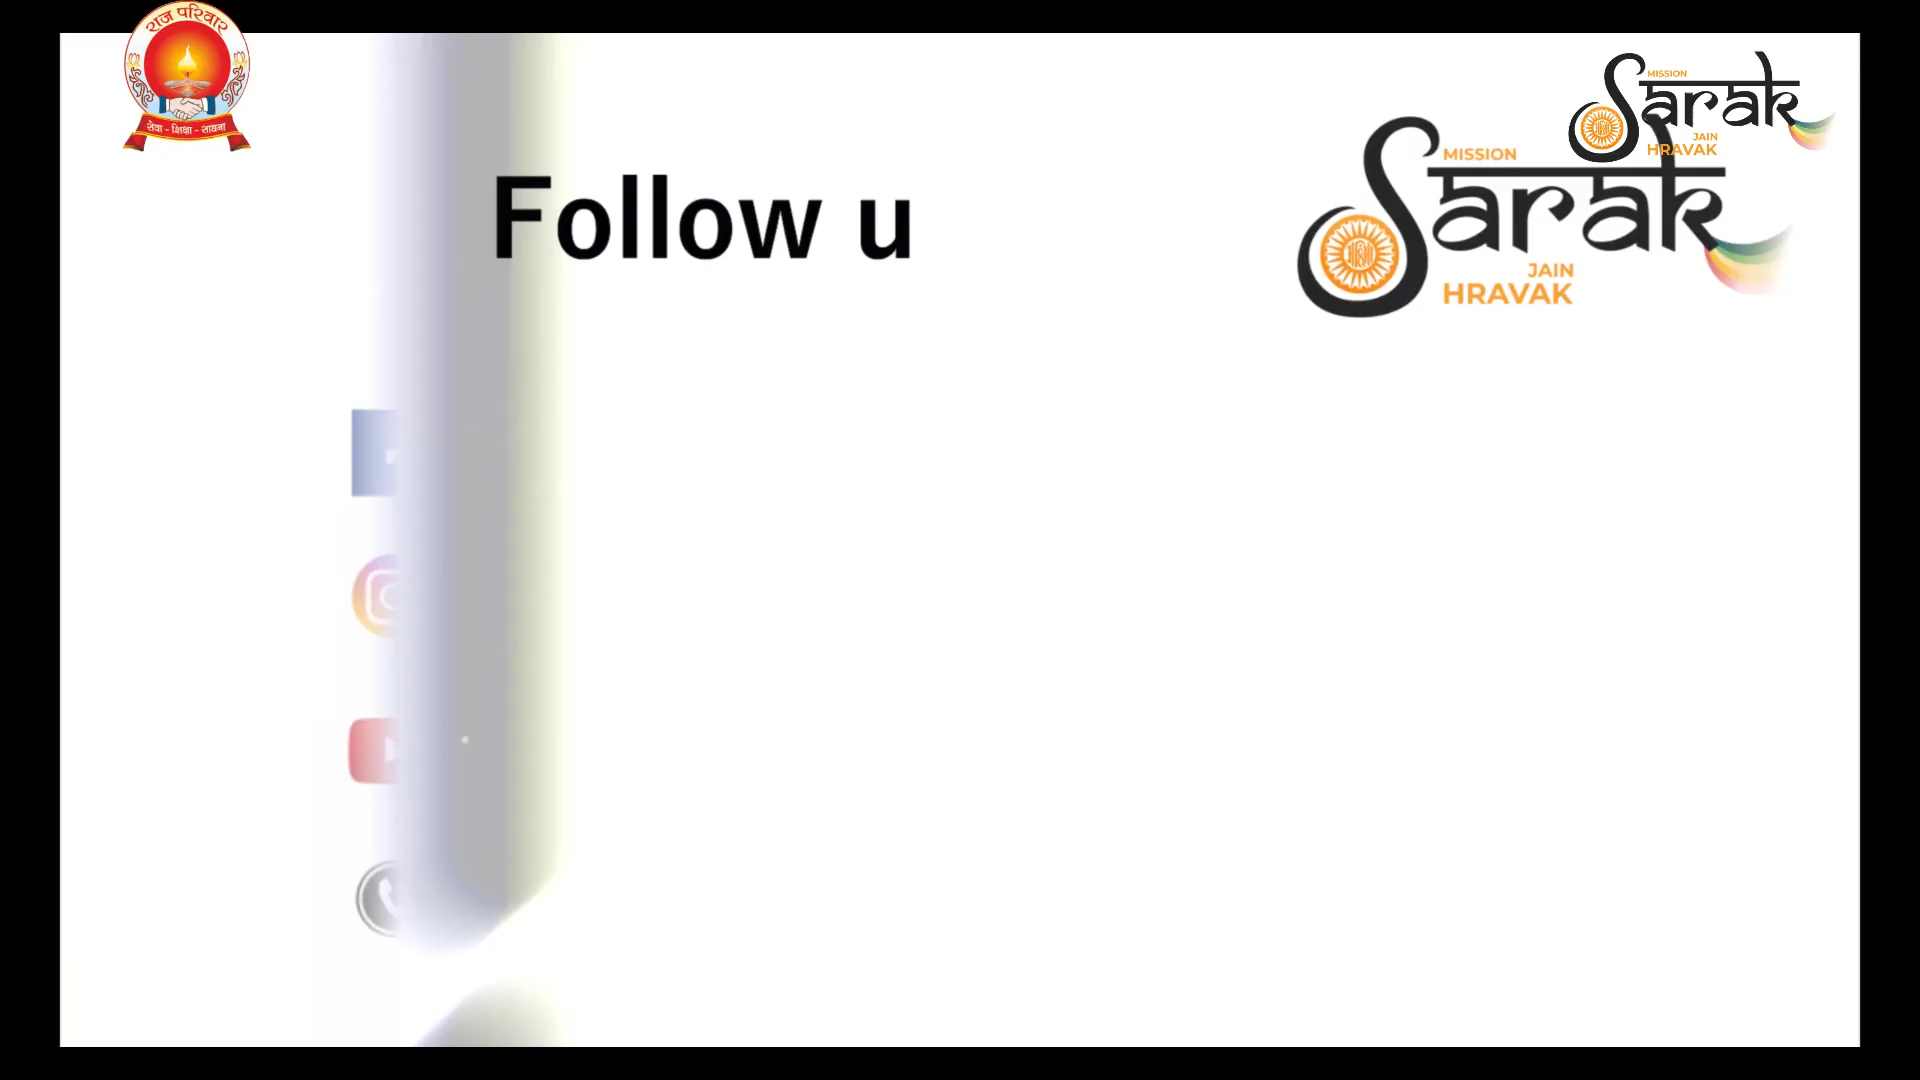 राज परिवार
सेवा - शिक्षा - साधना
MISSION
Sarak
JAIN
HRAVAK
Follow u
MISSION
Sarak
JAIN
HRAVAK